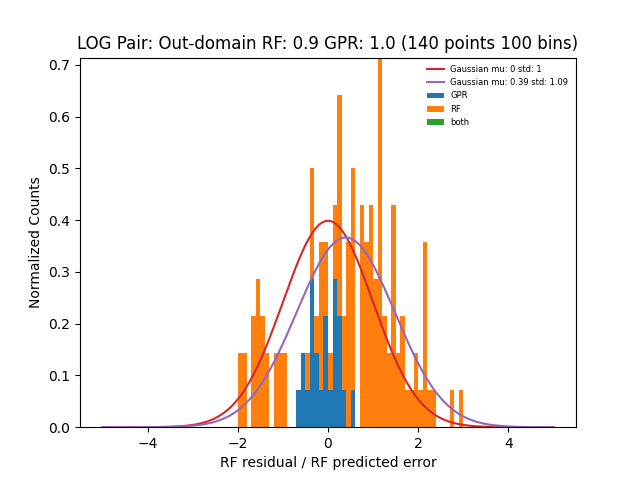 LOG Pair: Out-domain RF: 0.9 GPR: 1.0 (140 points 100 bins)
Gaussian mu: 0 std: 1
Gaussian mu: 0.39 std: 1.09
GPR
RF
both
Normalized Counts
0.7
0.6
0.5
0.4
0.3
0.2
0.1
0.0
−4 −2 0 2 4
RF residual / RF predicted error